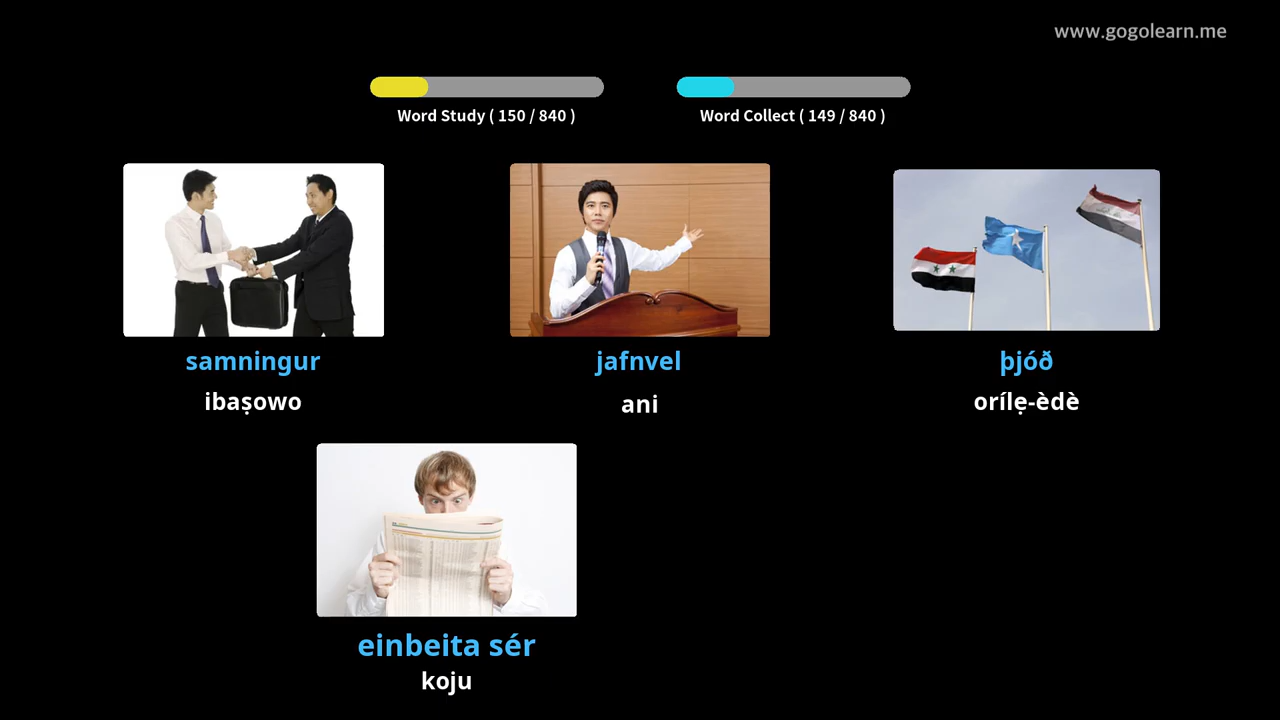 www.gogolearn.me
Word Study ( 150 / 840 )
Word Collect ( 149 / 840 )
samningur
ibaṣowo
jafnvel
ani
þjóð
orílẹ-èdè
einbeita sér
koju